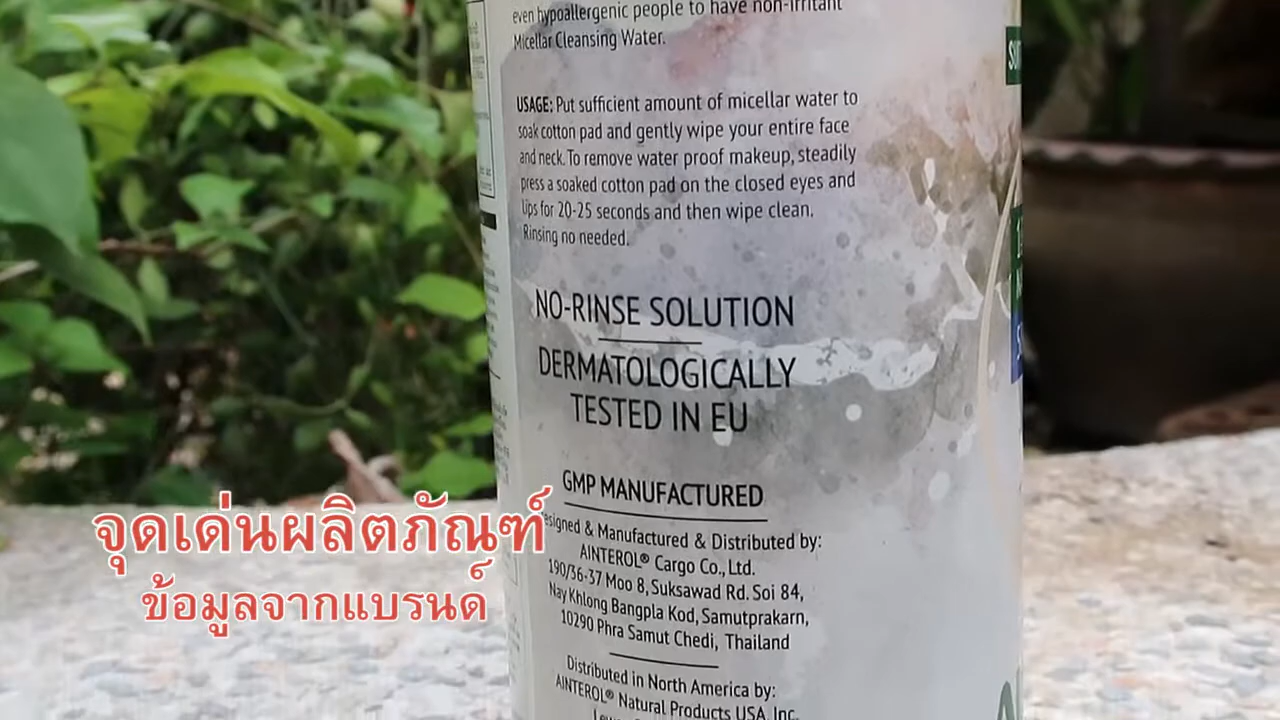 even hypoallergenic people to have non-irritant
Micellar Cleansing Water.
USAGE: Put sufficient amount of micellar water to
soak cotton pad and gently wipe your entire face
and neck. To remove water proof makeup, steadily
press a soaked cotton pad on the closed eyes and
lips for 20-25 seconds and then wipe clean.
Rinsing no needed.
NO-RINSE SOLUTION
DERMATOLOGICALLY
TESTED IN EU
GMP MANUFACTURED
Designed & Manufactured & Distributed by:
AINTEROL® Cargo Co., Ltd.
190/36-37 Moo 8, Suksawad Rd. Soi 84,
Nay Khlong Bangpla Kod, Samutprakarn,
10290 Phra Samut Chedi, Thailand
Distributed in North America by:
AINTEROL® Natural Products USA, Inc.
จุดเด่นผลิตภัณฑ์
ข้อมูลจากแบรนด์